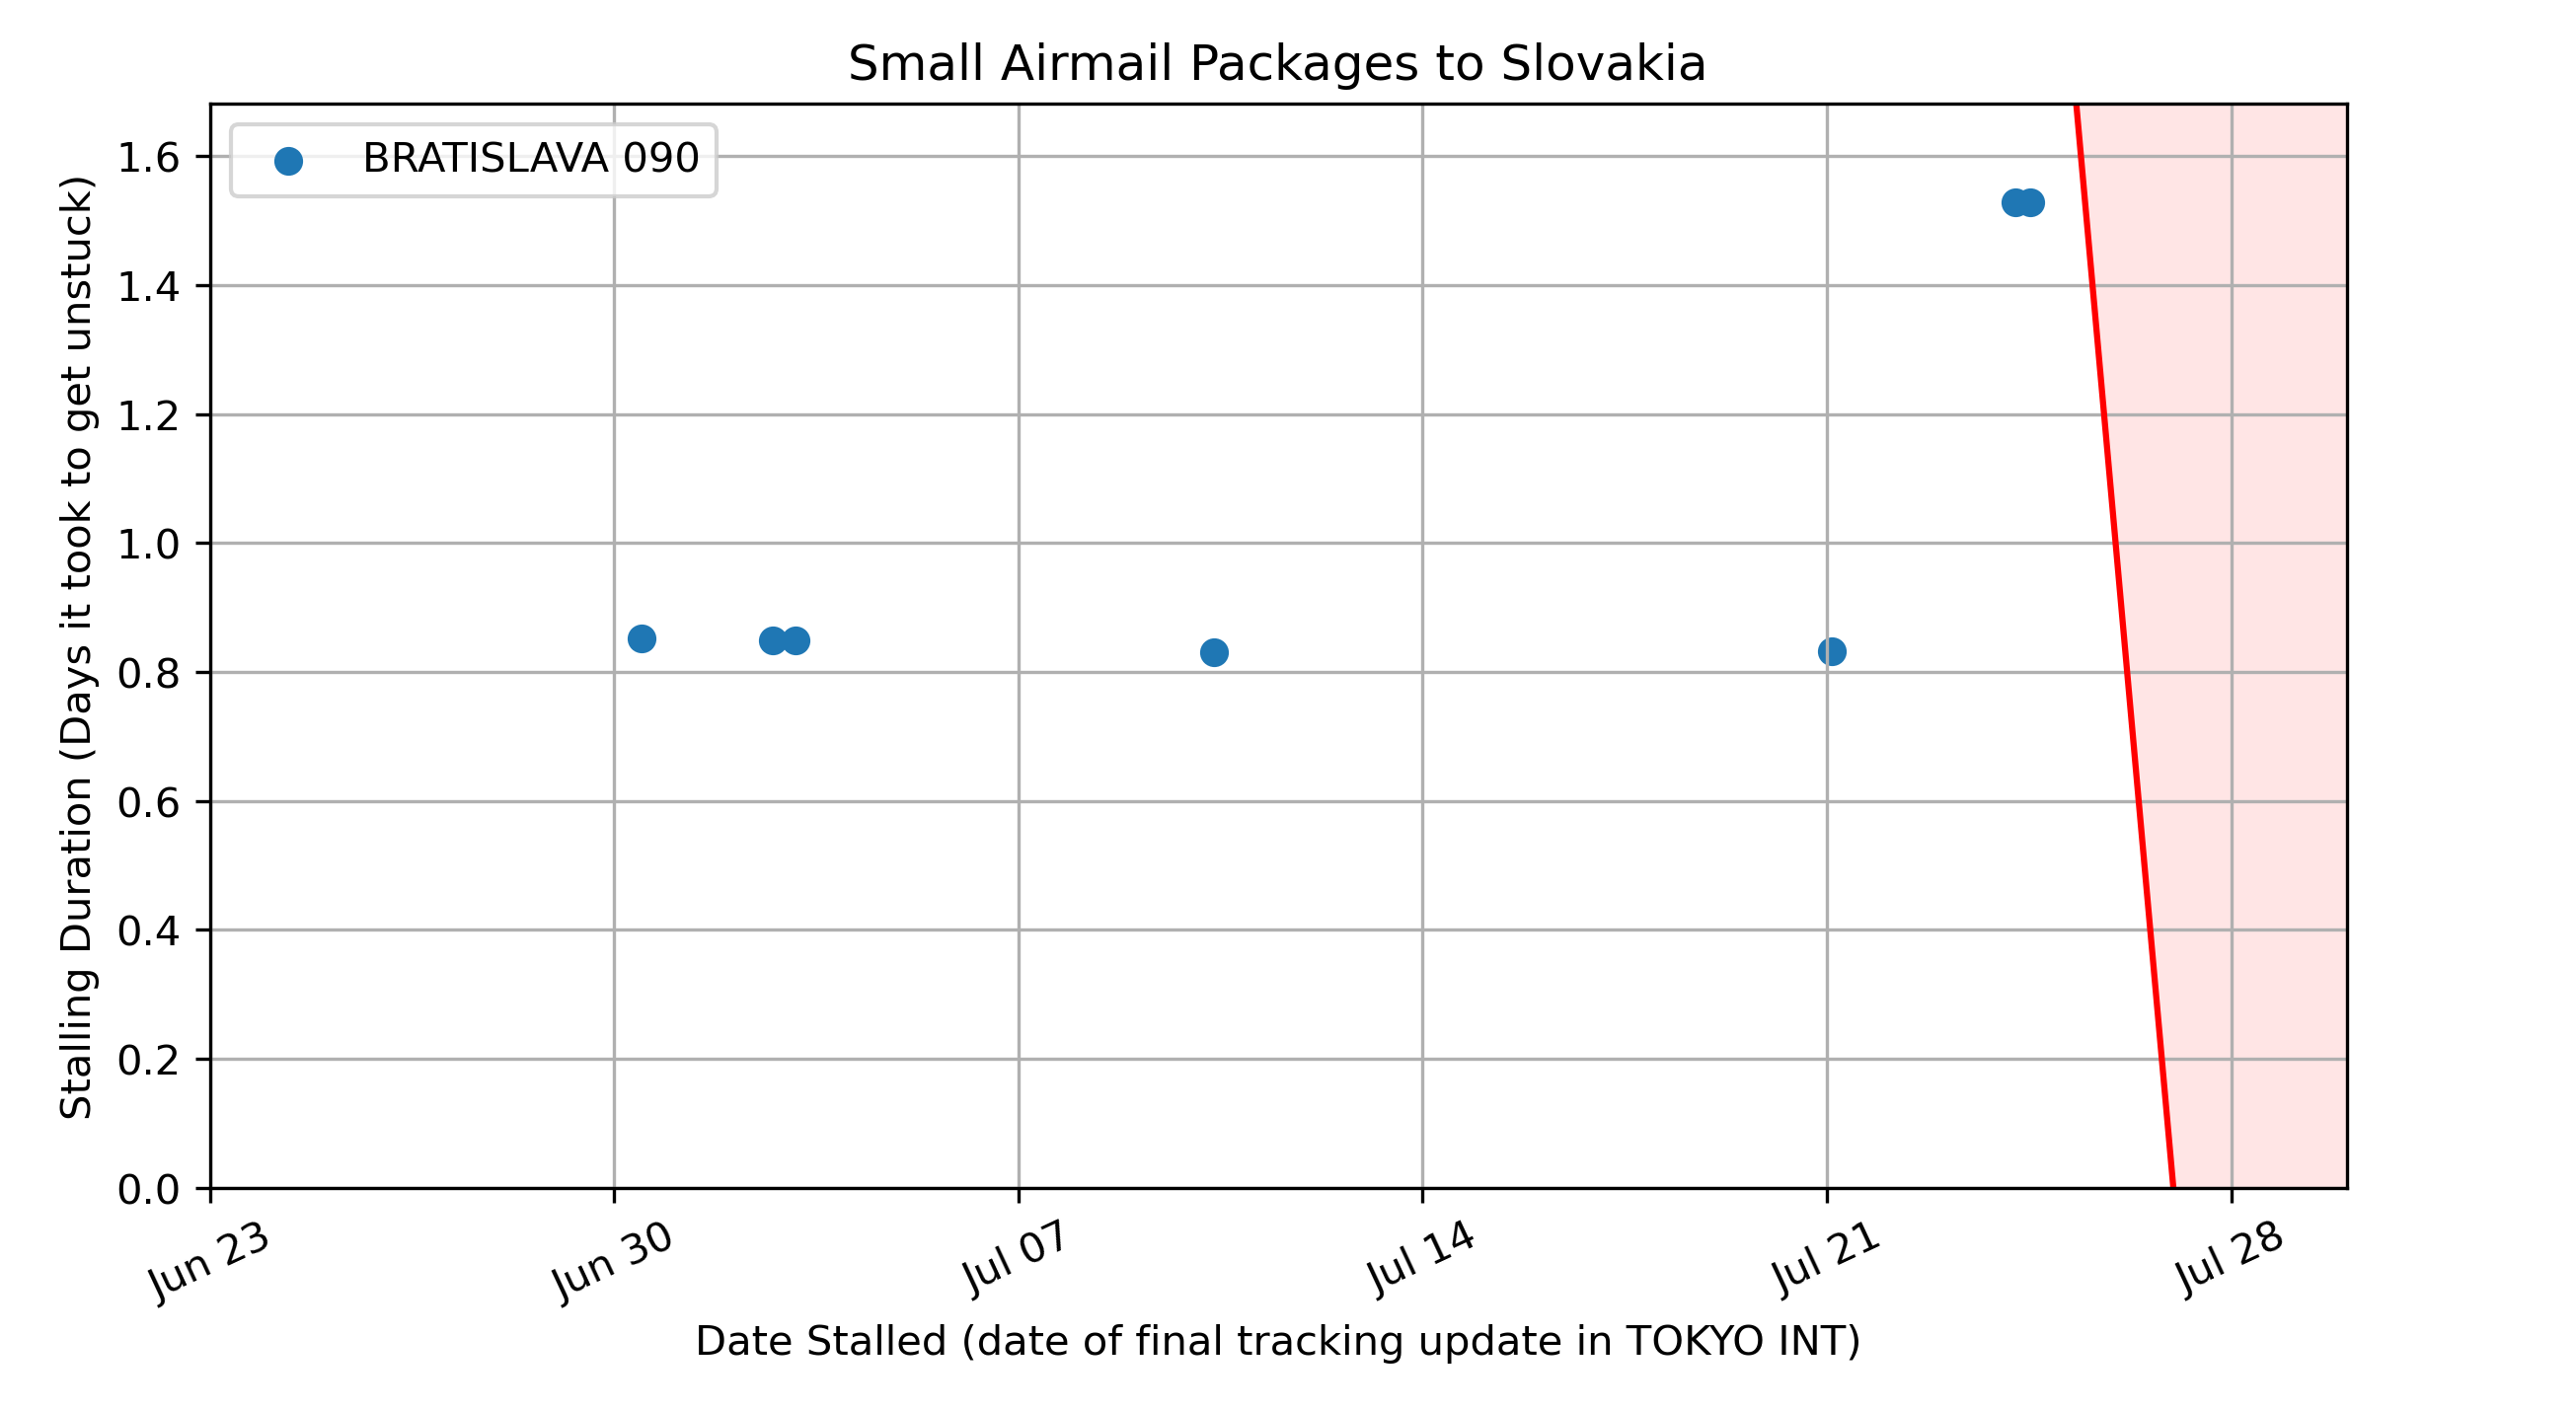 Small Airmail Packages to Slovakia
BRATISLAVA 090
Stalling Duration (Days it took to get unstuck)
1.6
1.4
1.2
1.0
0.8
0.6
0.4
0.2
0.0
Jun 23
Jun 30
Jul 07
Jul 14
Jul 21
Jul 28
Date Stalled (date of final tracking update in TOKYO INT)